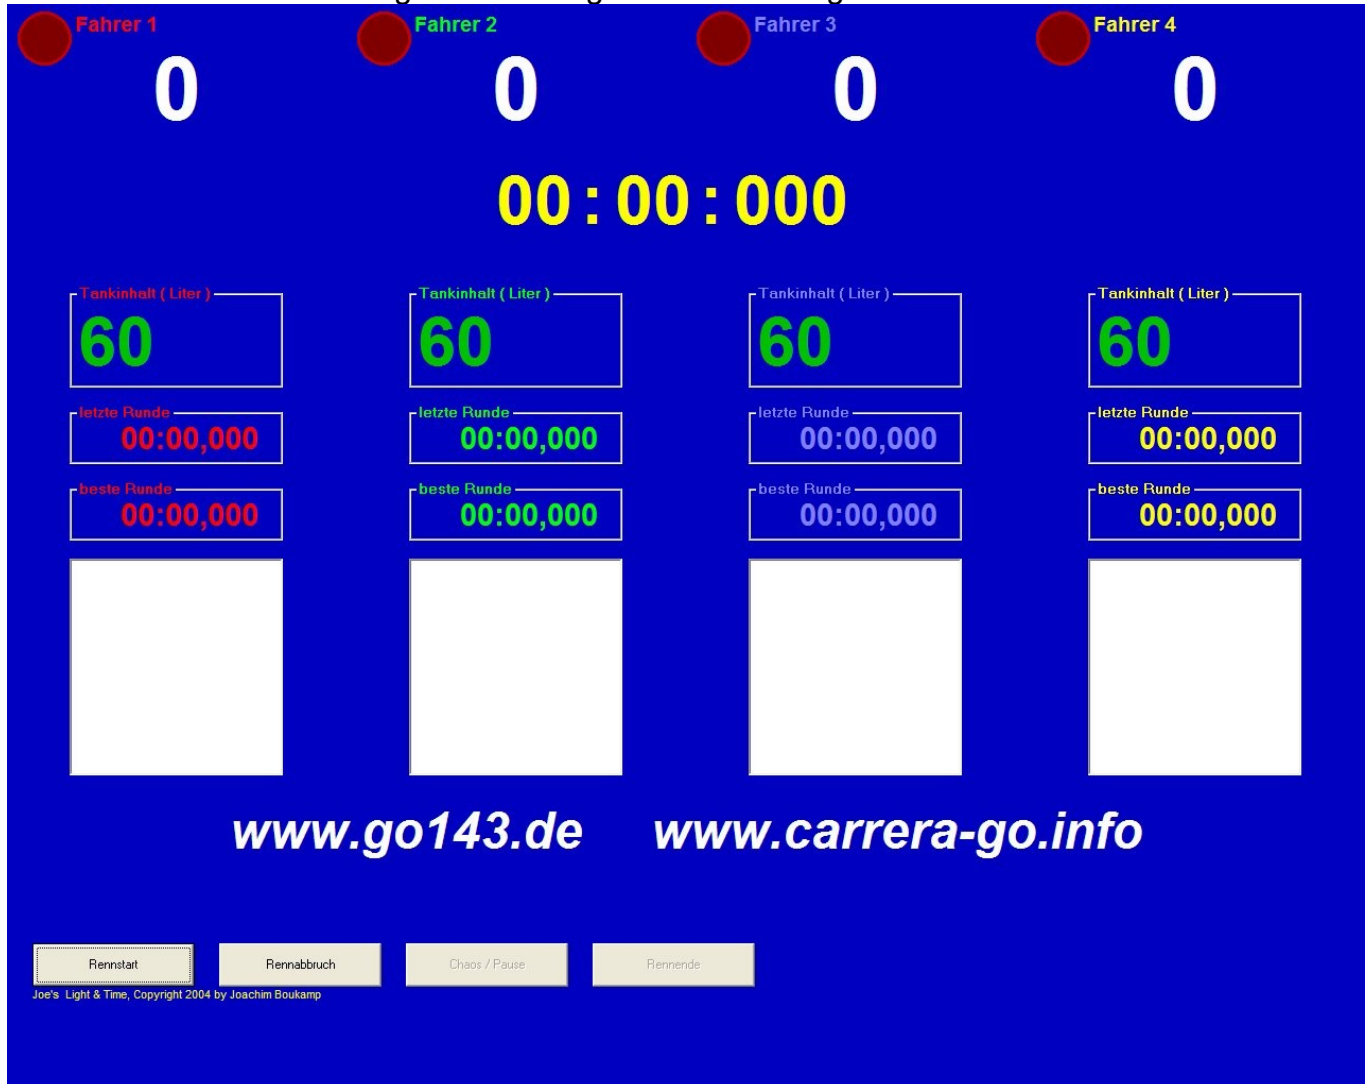 Fahrer 1 Fahrer 2 Fahrer 3 Fahrer 4
0 0 0 0
00:00:000
Tankinhalt ( Liter ) Tankinhalt ( Liter ) Tankinhalt ( Liter ) Tankinhalt ( Liter )
60 60 60 60
letzte Runde letzte Runde letzte Runde letzte Runde
00:00,000 00:00,000 00:00,000 00:00,000
beste Runde beste Runde beste Runde beste Runde
00:00,000 00:00,000 00:00,000 00:00,000
www.go143.de www.carrera-go.info
Rennstart Rennabbruch Chaos / Pause Rennende
Joe's Light & Time, Copyright 2004 by Joachim Boukamp